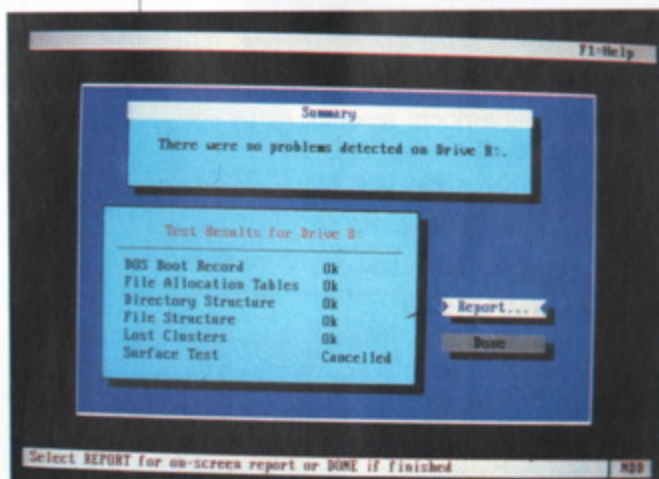 F1=Help
Summary
There were no problems detected on Drive B:.
Test Results for Drive B:
DOS Boot Record Ok
File Allocation Tables Ok
Directory Structure Ok
File Structure Ok
Lost Clusters Ok
Surface Test Cancelled
Report...
Done
Select REPORT for on-screen report or DONE if finished
NDD